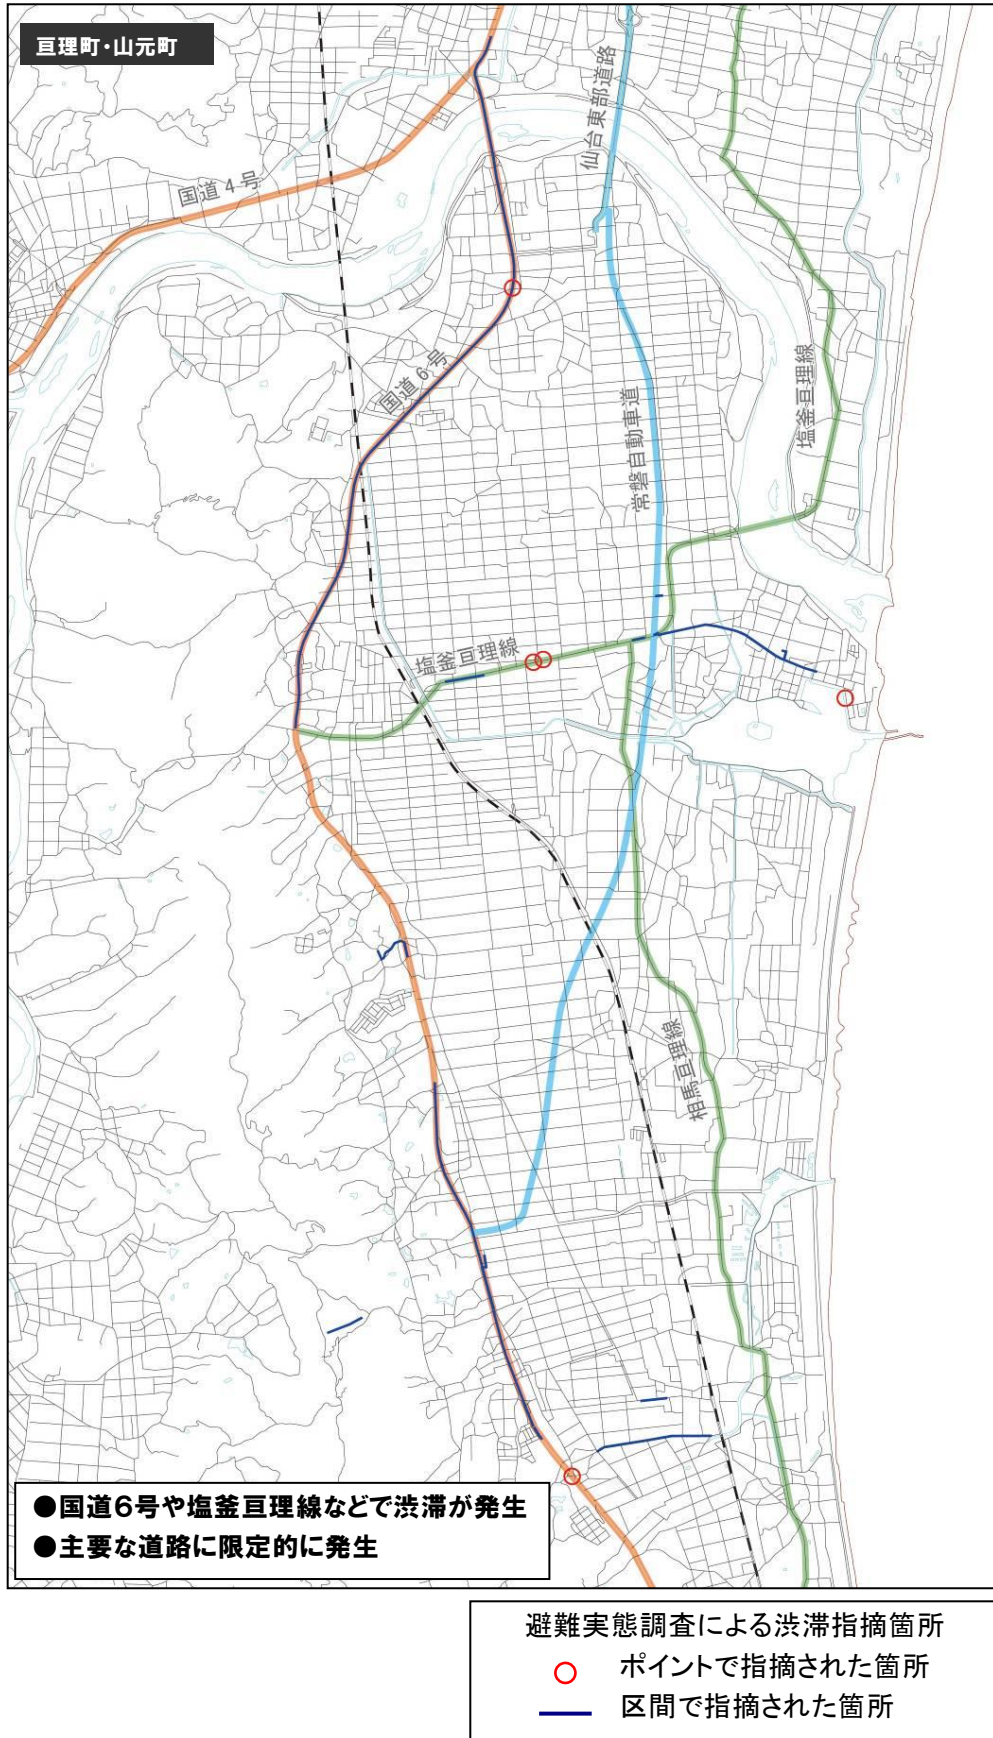 亘理町・山元町
仙台東部道路
国道4号
国道6号
塩釜亘理線
常磐自動車道
塩釜亘理線
相馬亘理線
●国道6号や塩釜亘理線などで渋滞が発生
●主要な道路に限定的に発生
避難実態調査による渋滞指摘箇所
ポイントで指摘された箇所
区間で指摘された箇所